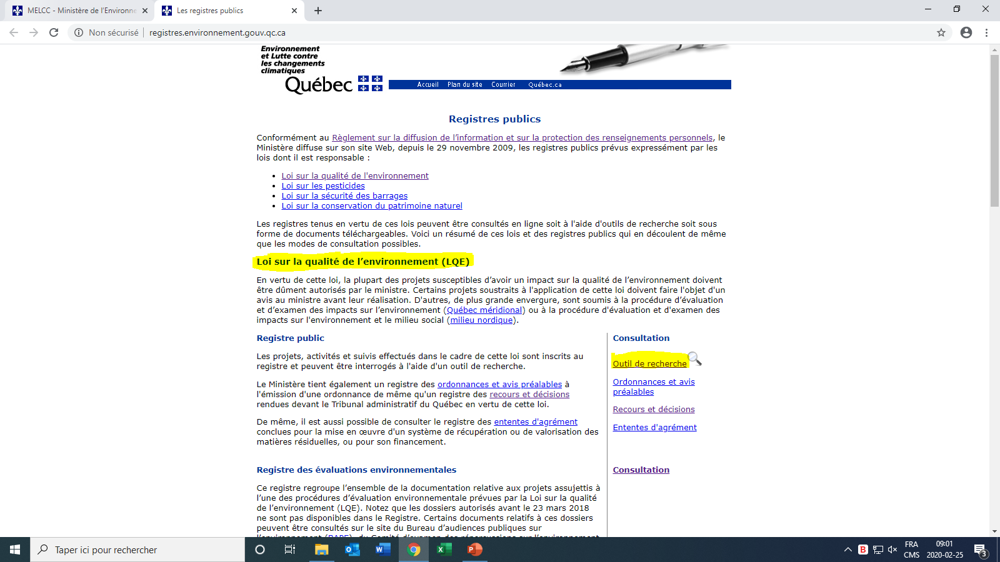 MELCC - Ministère de l'Environne
Les registres publics
Non sécurisé
registres.environnement.gouv.qc.ca
Environnement
et Lutte contre
les changements
climatiques
Québec
Accueil Plan du site Courrier Québec.ca
Registres publics
Conformément au Règlement sur la diffusion de l’information et sur la protection des renseignements personnels, le
Ministère diffuse sur son site Web, depuis le 29 novembre 2009, les registres publics prévus expressément par les
lois dont il est responsable :
• Loi sur la qualité de l'environnement
• Loi sur les pesticides
• Loi sur la sécurité des barrages
• Loi sur la conservation du patrimoine naturel
Les registres tenus en vertu de ces lois peuvent être consultés en ligne soit à l'aide d'outils de recherche soit sous
forme de documents téléchargeables. Voici un résumé de ces lois et des registres publics qui en découlent de même
que les modes de consultation possibles.
Loi sur la qualité de l’environnement (LQE)
En vertu de cette loi, la plupart des projets susceptibles d’avoir un impact sur la qualité de l’environnement doivent
être dûment autorisés par le ministre. Certains projets soustraits à l'application de cette loi doivent faire l'objet d'un
avis au ministre avant leur réalisation. D'autres, de plus grande envergure, sont soumis à la procédure d’évaluation
et d’examen des impacts sur l’environnement (Québec méridional) ou à la procédure d'évaluation et d'examen des
impacts sur l'environnement et le milieu social (milieu nordique).
Registre public
Les projets, activités et suivis effectués dans le cadre de cette loi sont inscrits au
registre et peuvent être interrogés à l'aide d'un outil de recherche.
Le Ministère tient également un registre des ordonnances et avis préalables à
l'émission d'une ordonnance de même qu'un registre des recours et décisions
rendues devant le Tribunal administratif du Québec en vertu de cette loi.
De même, il est aussi possible de consulter le registre des ententes d'agrément
conclues pour la mise en œuvre d'un système de récupération ou de valorisation des
matières résiduelles, ou pour son financement.
Consultation
Outil de recherche
Ordonnances et avis
préalables
Recours et décisions
Ententes d'agrément
Registre des évaluations environnementales
Ce registre regroupe l’ensemble de la documentation relative aux projets assujettis à
l’une des procédures d’évaluation environnementale prévues par la Loi sur la qualité
de l’environnement (LQE). Notez que les dossiers autorisés avant le 23 mars 2018
ne sont pas disponibles dans le Registre. Certains documents relatifs à ces dossiers
peuvent être consultés sur le site du Bureau d’audiences publiques sur
l’environnement (BAPE), du Comité d’examen des répercussions sur l’environnement
Consultation
Taper ici pour rechercher
FRA
CMS
09:01
2020-02-25
3